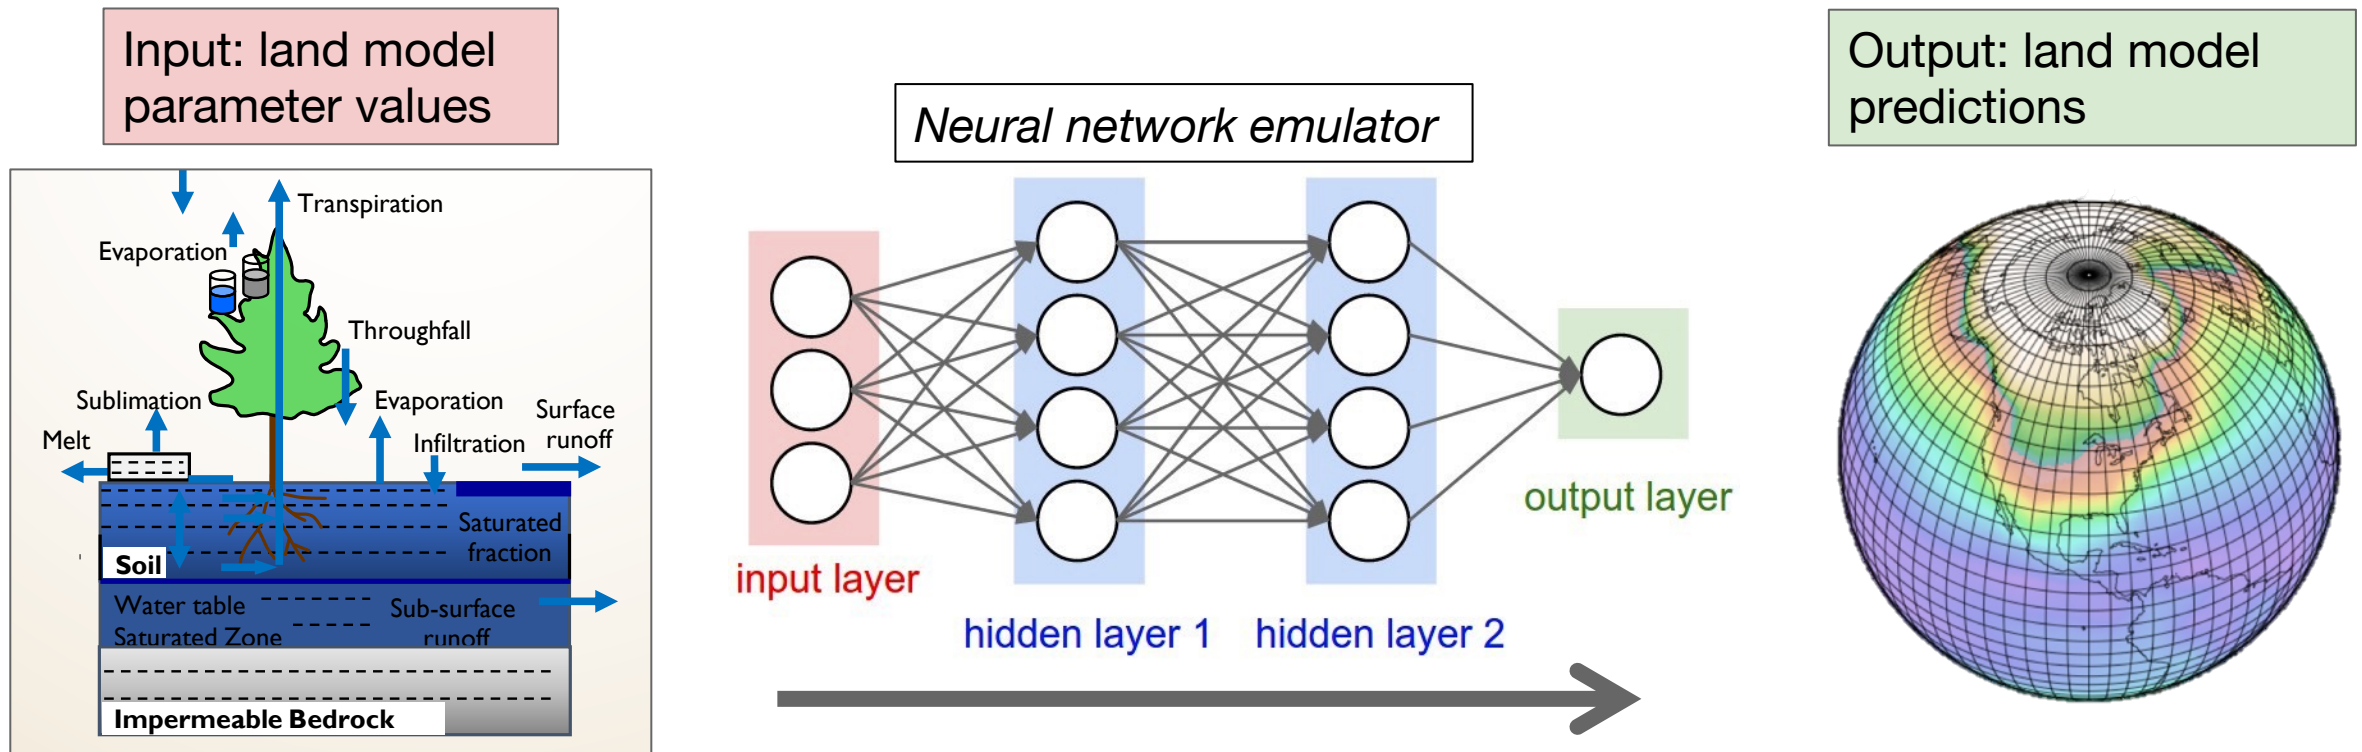 Input: land model
parameter values
Transpiration
Evaporation
Throughfall
Sublimation
Evaporation
Surface
runoff
Melt
Infiltration
Saturated
fraction
Soil
Water table
Saturated Zone
Sub-surface
runoff
Impermeable Bedrock
Neural network emulator
input layer
hidden layer 1
hidden layer 2
output layer
Output: land model
predictions